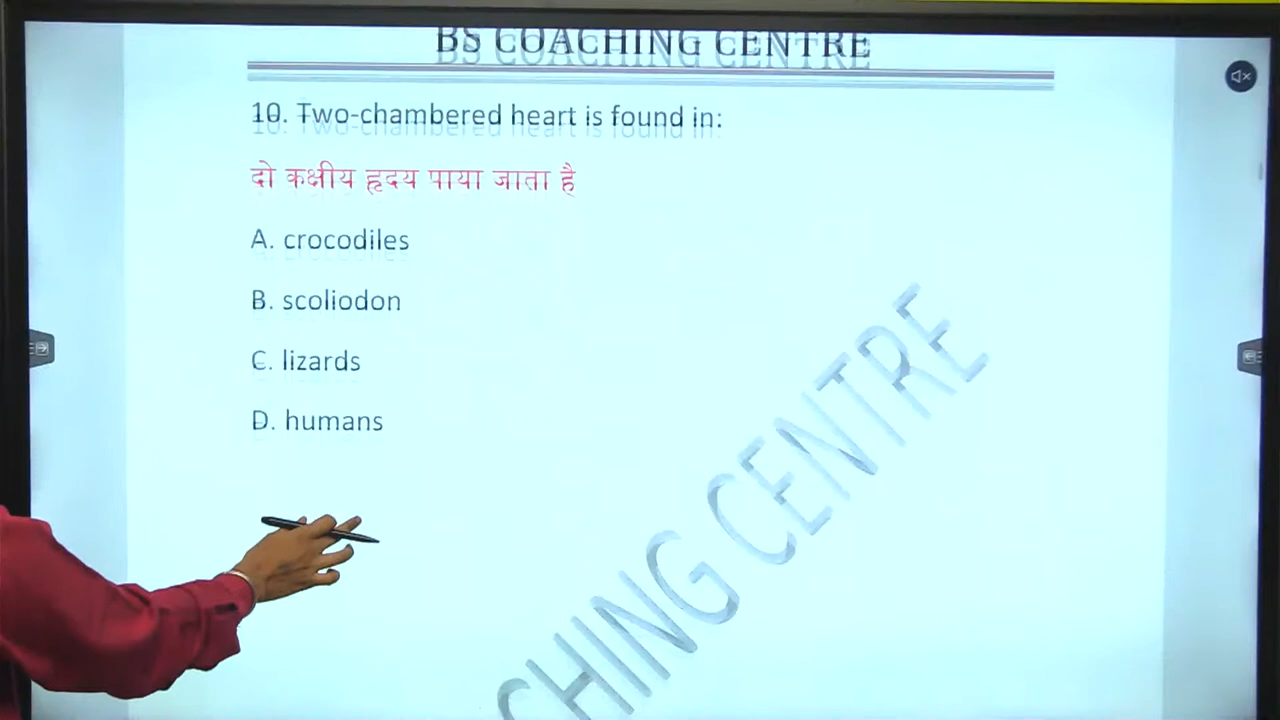 BS COACHING CENTRE
10. Two-chambered heart is found in:
दो कक्षीय हृदय पाया जाता है
A. crocodiles
B. scoliodon
C. lizards
D. humans
CHING CENTRE